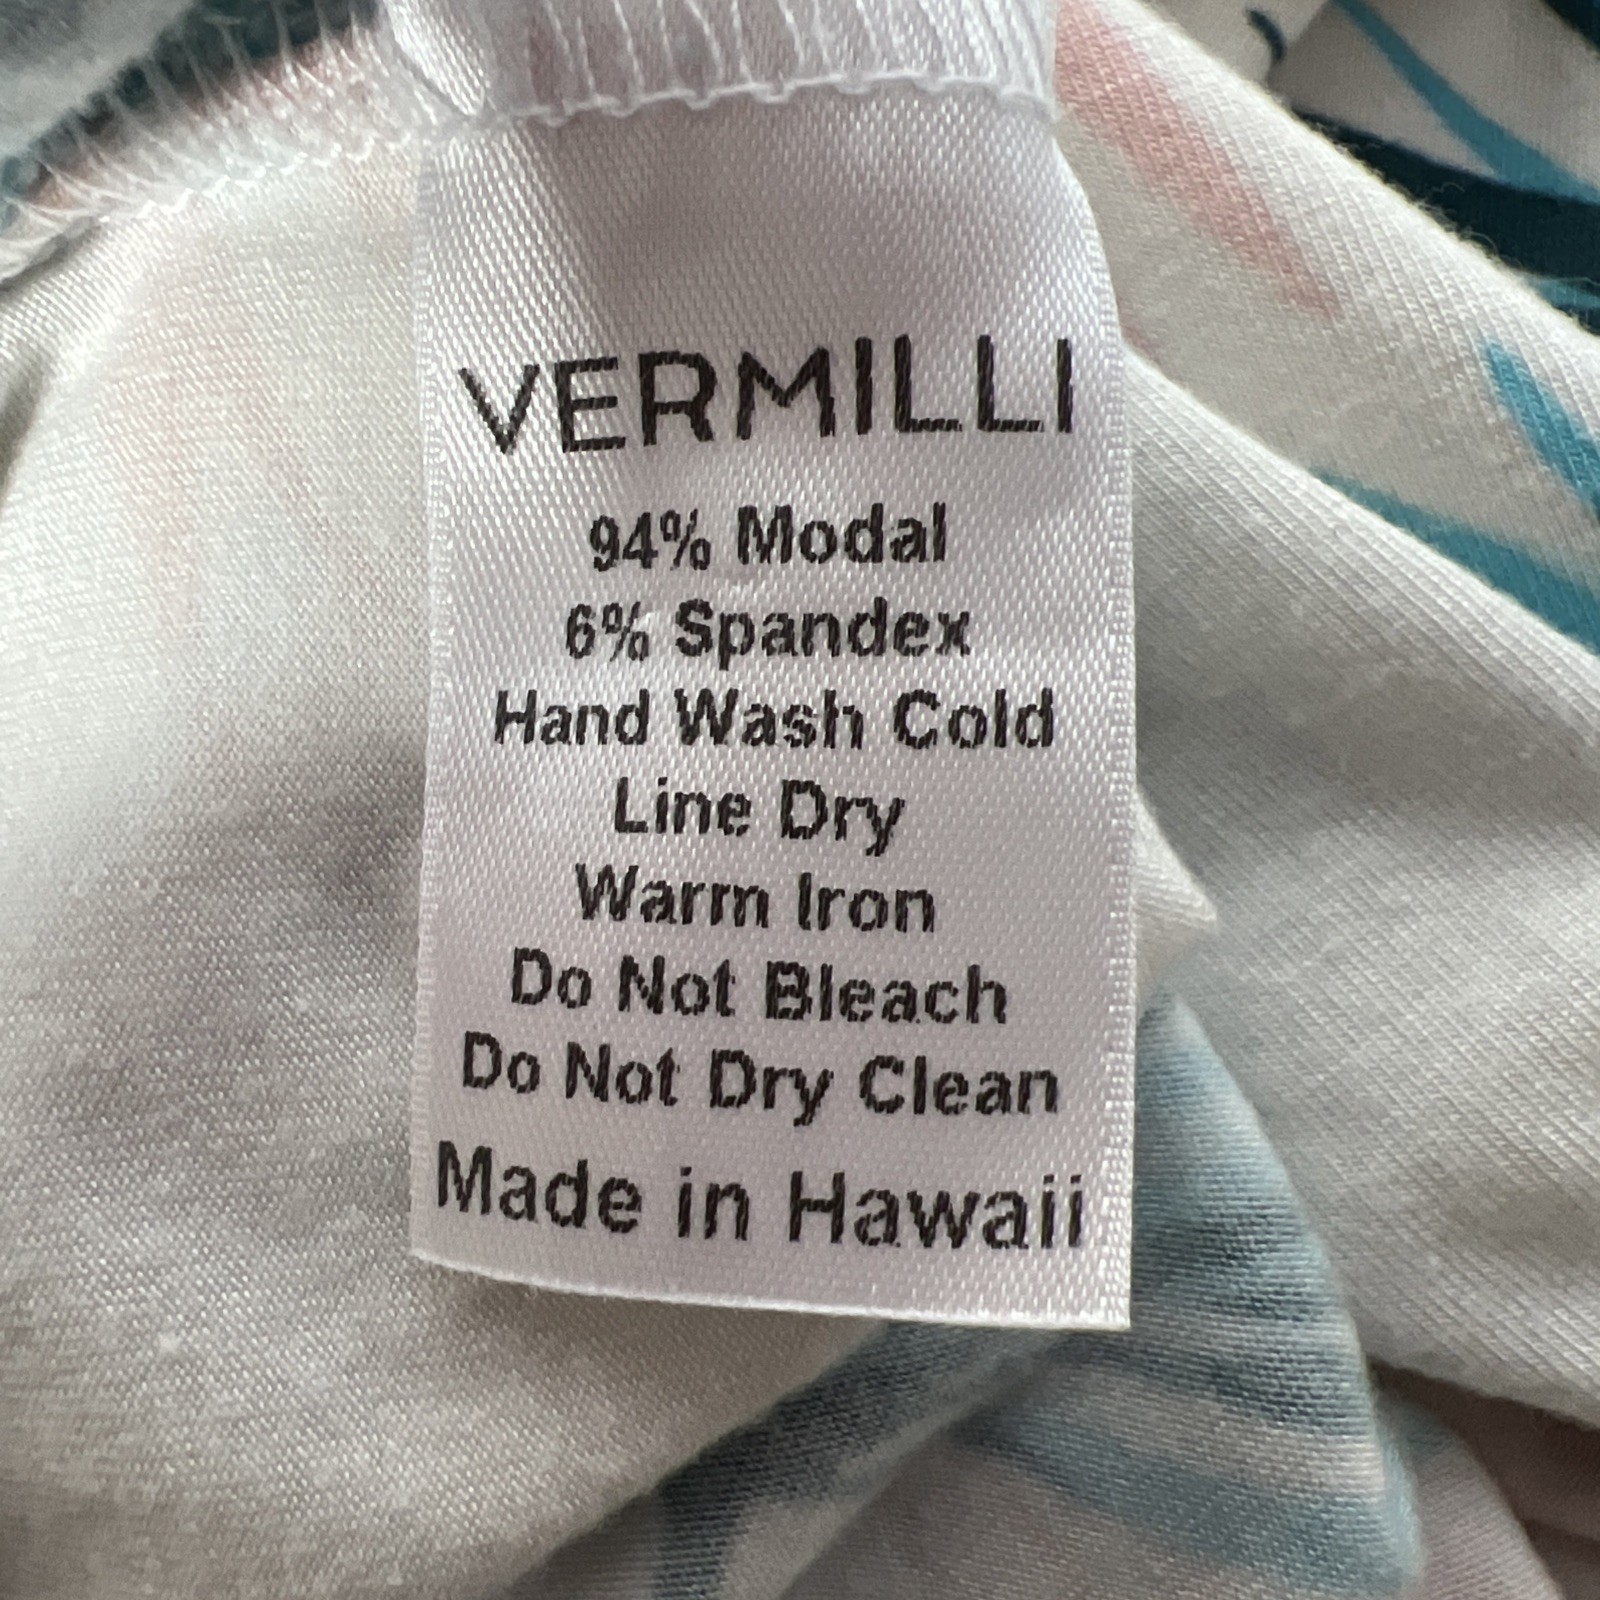 VERMILLI
94% Modal
6% Spandex
Hand Wash Cold
Line Dry
Warm Iron
Do Not Bleach
Do Not Dry Clean
Made in Hawaii